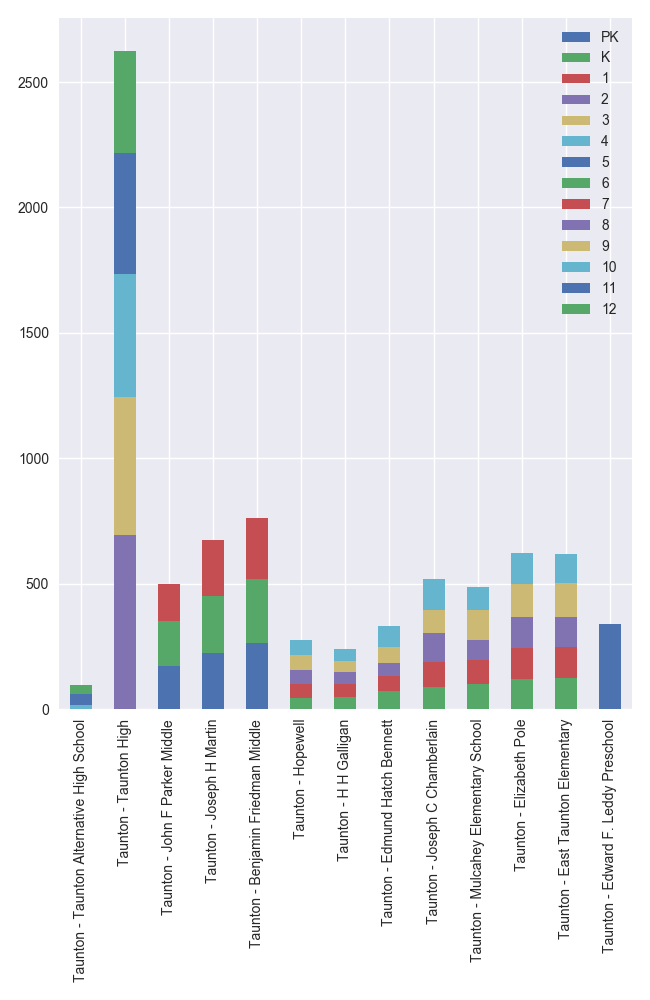 2500
2000
1500
1000
500
0
PK
K
1
2
3
4
5
6
7
8
9
10
11
12
Taunton - Taunton Alternative High School
Taunton - Taunton High
Taunton - John F Parker Middle
Taunton - Joseph H Martin
Taunton - Benjamin Friedman Middle
Taunton - Hopewell
Taunton - H H Galligan
Taunton - Edmund Hatch Bennett
Taunton - Joseph C Chamberlain
Taunton - Mulcahey Elementary School
Taunton - Elizabeth Pole
Taunton - East Taunton Elementary
Taunton - Edward F. Leddy Preschool